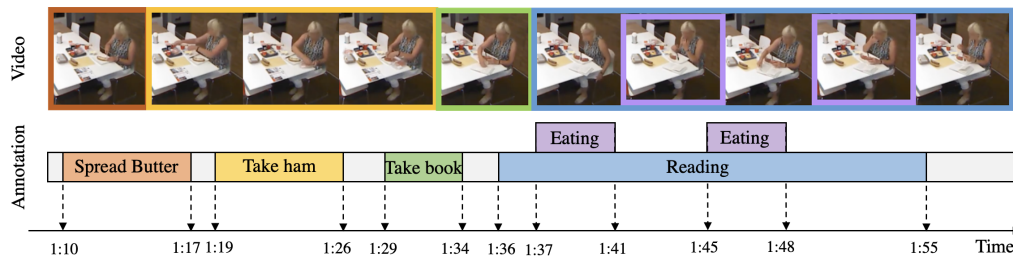 Video
Annotation
Eating Eating
Spread Butter Take ham Take book Reading
1:10 1:17 1:19 1:26 1:29 1:34 1:36 1:37 1:41 1:45 1:48 1:55 Time